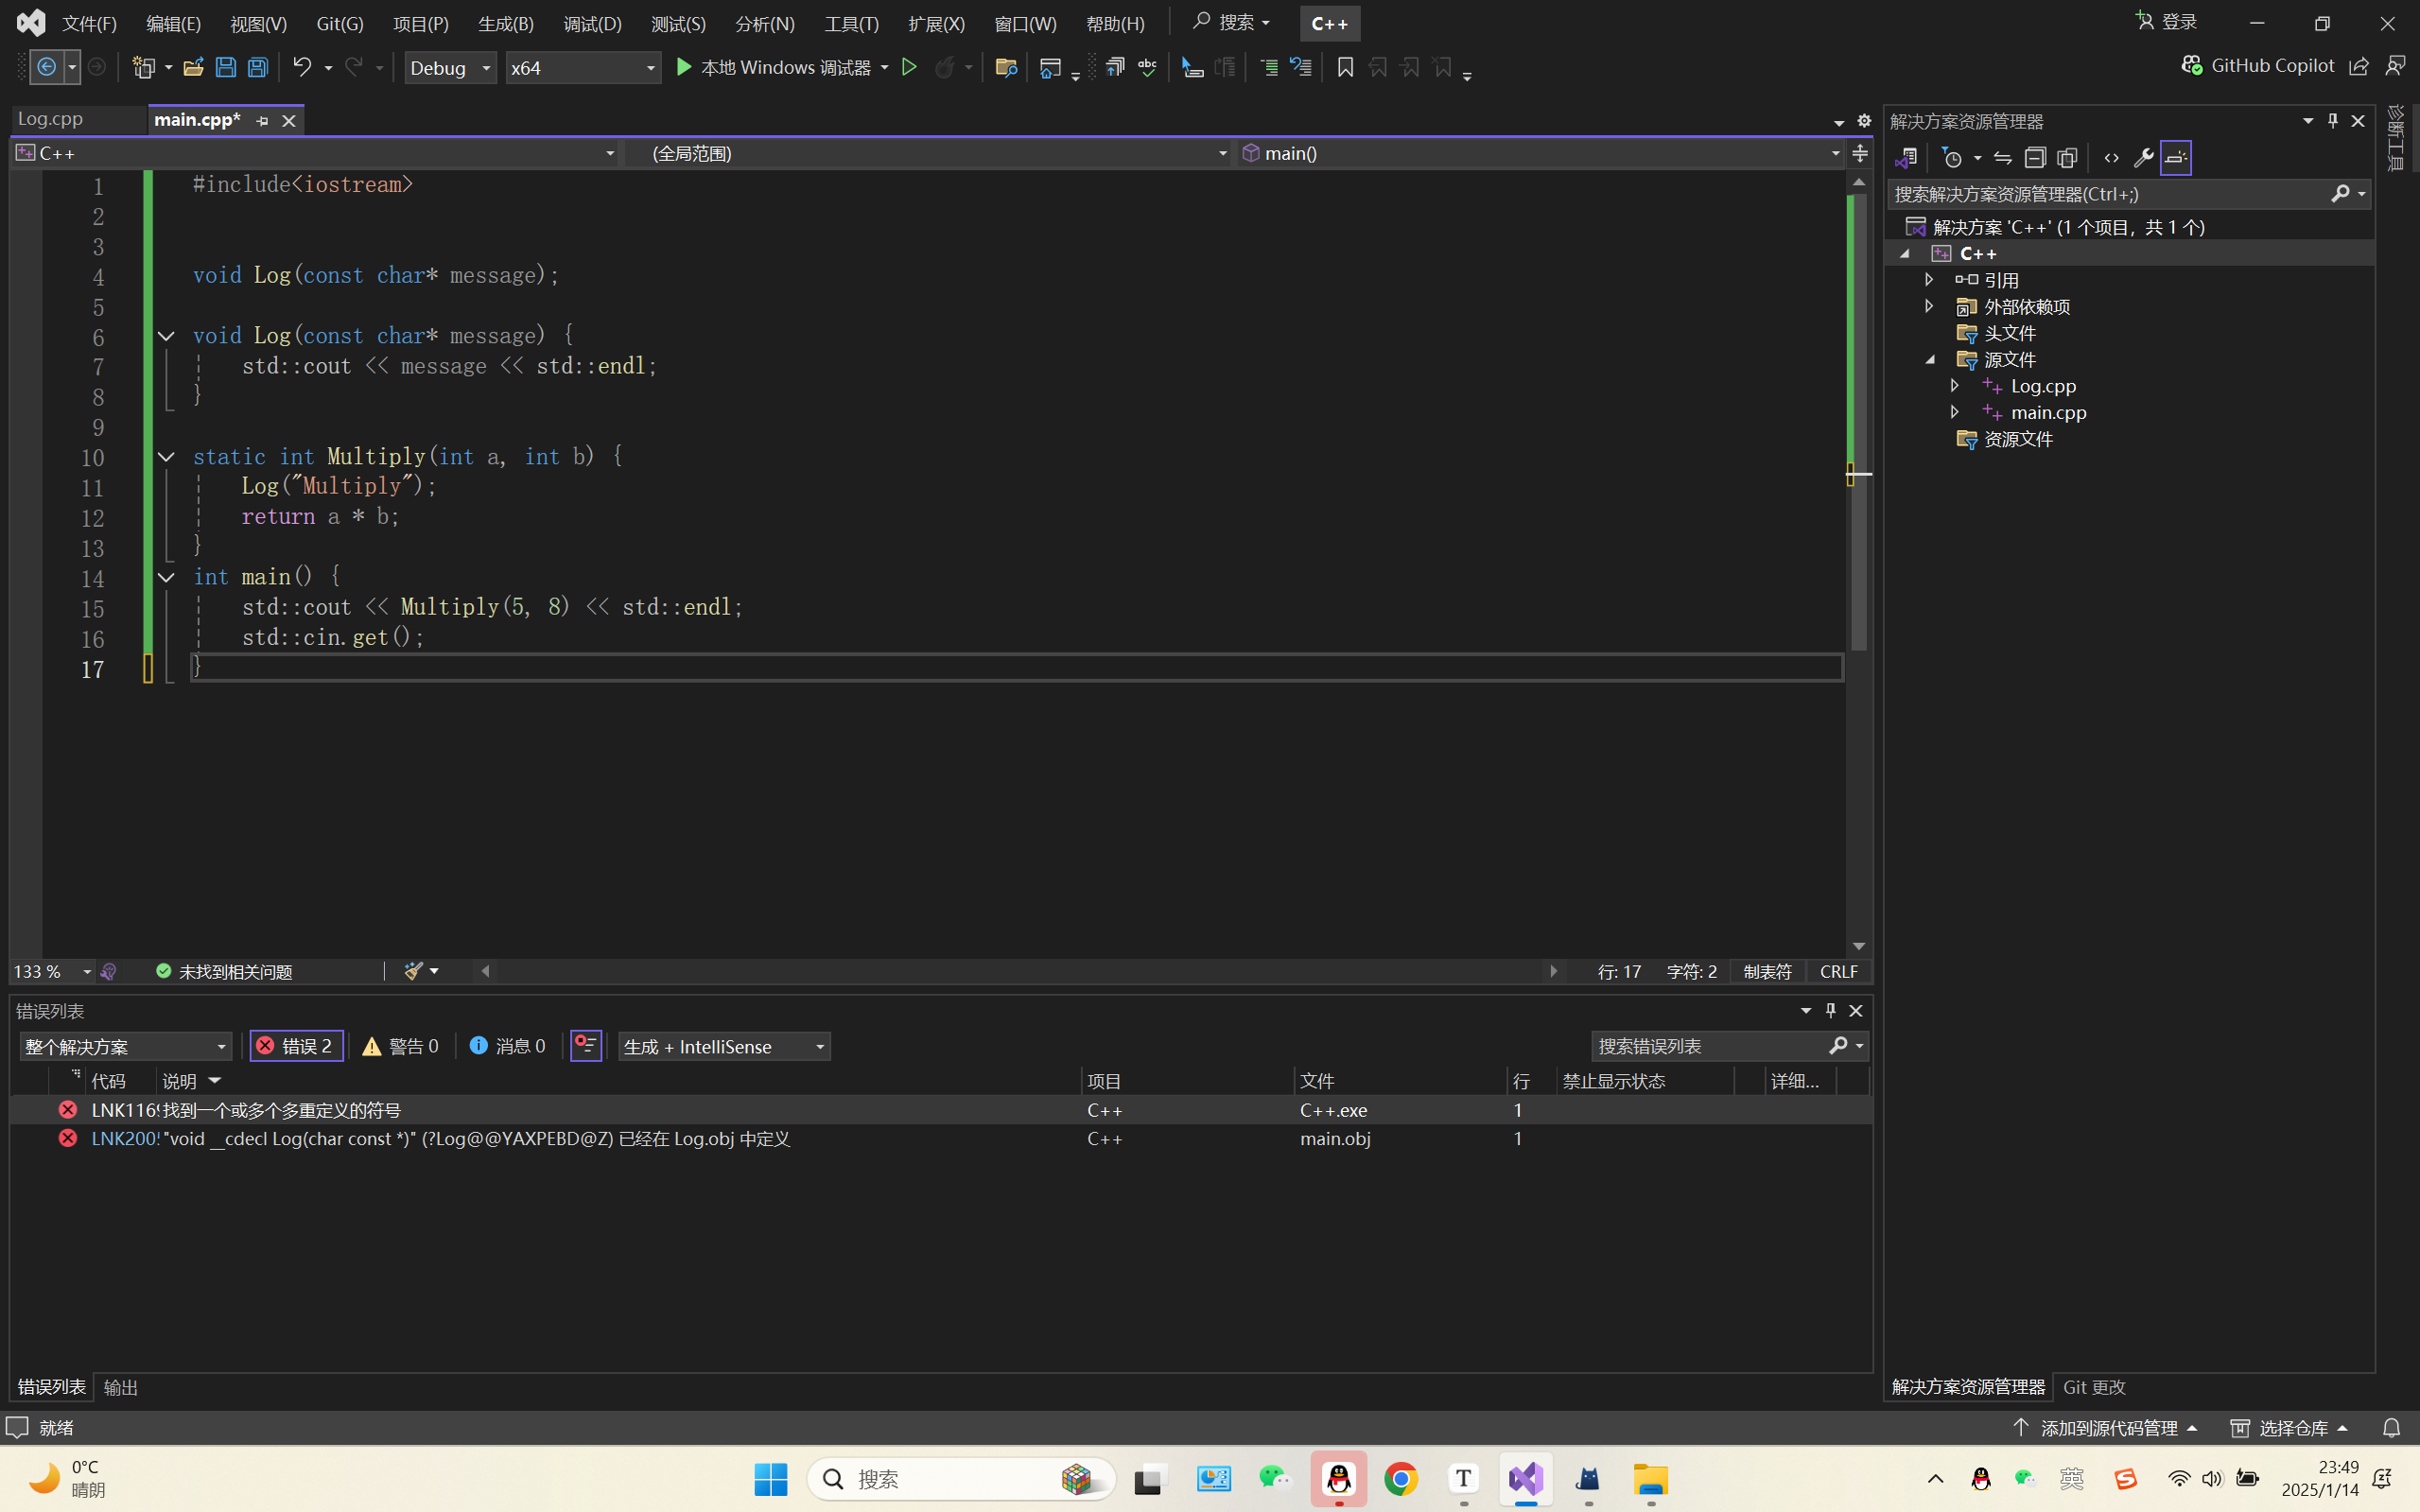 文件(F) 编辑(E) 视图(V) Git(G) 项目(P) 生成(B) 调试(D) 测试(S) 分析(N) 工具(T) 扩展(X) 窗口(W) 帮助(H) 搜索 C++ 登录
Debug x64 本地 Windows 调试器 GitHub Copilot
Log.cpp main.cpp*
C++ (全局范围) main()
1 #include<iostream>
2
3
4 void Log(const char* message);
5
6 void Log(const char* message) {
7 std::cout << message << std::endl;
8 }
9
10 static int Multiply(int a, int b) {
11 Log("Multiply");
12 return a * b;
13 }
14 int main() {
15 std::cout << Multiply(5, 8) << std::endl;
16 std::cin.get();
17 }
133 % 未找到相关问题 行: 17 字符: 2 制表符 CRLF
错误列表
整个解决方案 错误 2 警告 0 消息 0 生成 + IntelliSense 搜索错误列表
代码 说明 项目 文件 行 禁止显示状态 详细...
LNK116 找到一个或多个多重定义的符号 C++ C++.exe 1
LNK200 "void __cdecl Log(char const *)" (?Log@@YAXPEBD@Z) 已经在 Log.obj 中定义 C++ main.obj 1
错误列表 输出
解决方案资源管理器
搜索解决方案资源管理器(Ctrl+;)
解决方案 'C++' (1 个项目，共 1 个)
C++
引用
外部依赖项
头文件
源文件
Log.cpp
main.cpp
资源文件
解决方案资源管理器 Git 更改
诊断工具
就绪 添加到源代码管理 选择仓库
0°C
晴朗
搜索
英
23:49
2025/1/14